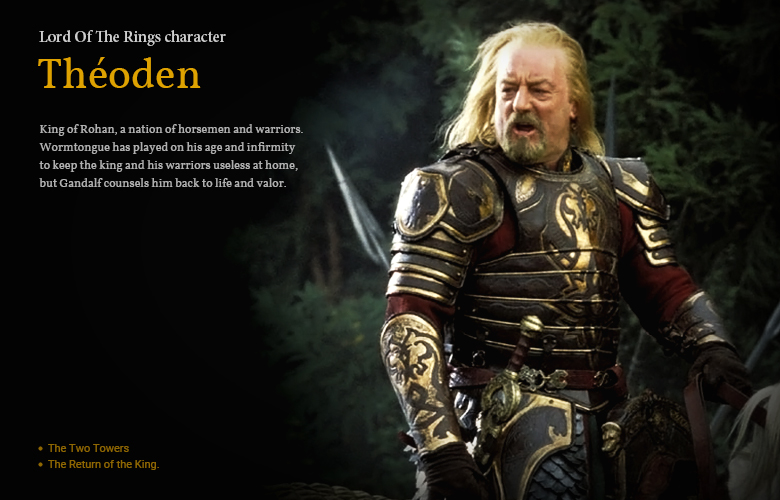 Lord Of The Rings character
Théoden
King of Rohan, a nation of horsemen and warriors.
Wormtongue has played on his age and infirmity
to keep the king and his warriors useless at home,
but Gandalf counsels him back to life and valor.
• The Two Towers
• The Return of the King.